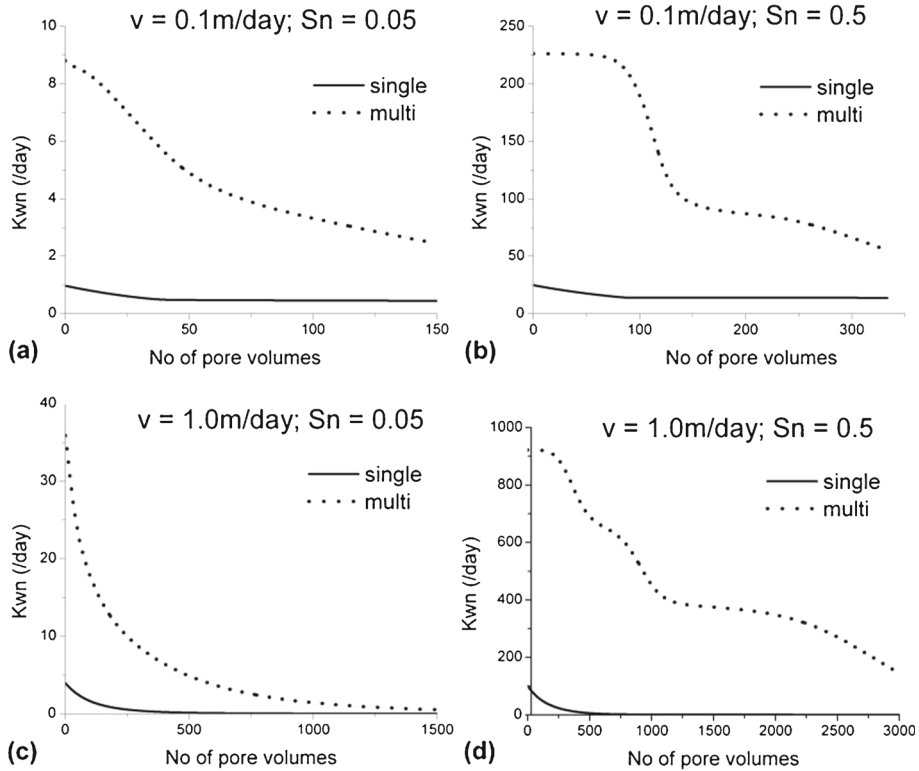 v = 0.1m/day; Sn = 0.05
10
8
6
4
2
0
Kwn (/day)
single
multi
0 50 100 150
No of pore volumes
(a)
v = 0.1m/day; Sn = 0.5
250
200
150
100
50
0
Kwn (/day)
single
multi
0 100 200 300
No of pore volumes
(b)
v = 1.0m/day; Sn = 0.05
40
30
20
10
0
Kwn (/day)
single
multi
0 500 1000 1500
No of pore volumes
(c)
v = 1.0m/day; Sn = 0.5
1000
800
600
400
200
0
Kwn (/day)
single
multi
0 500 1000 1500 2000 2500 3000
No of pore volumes
(d)